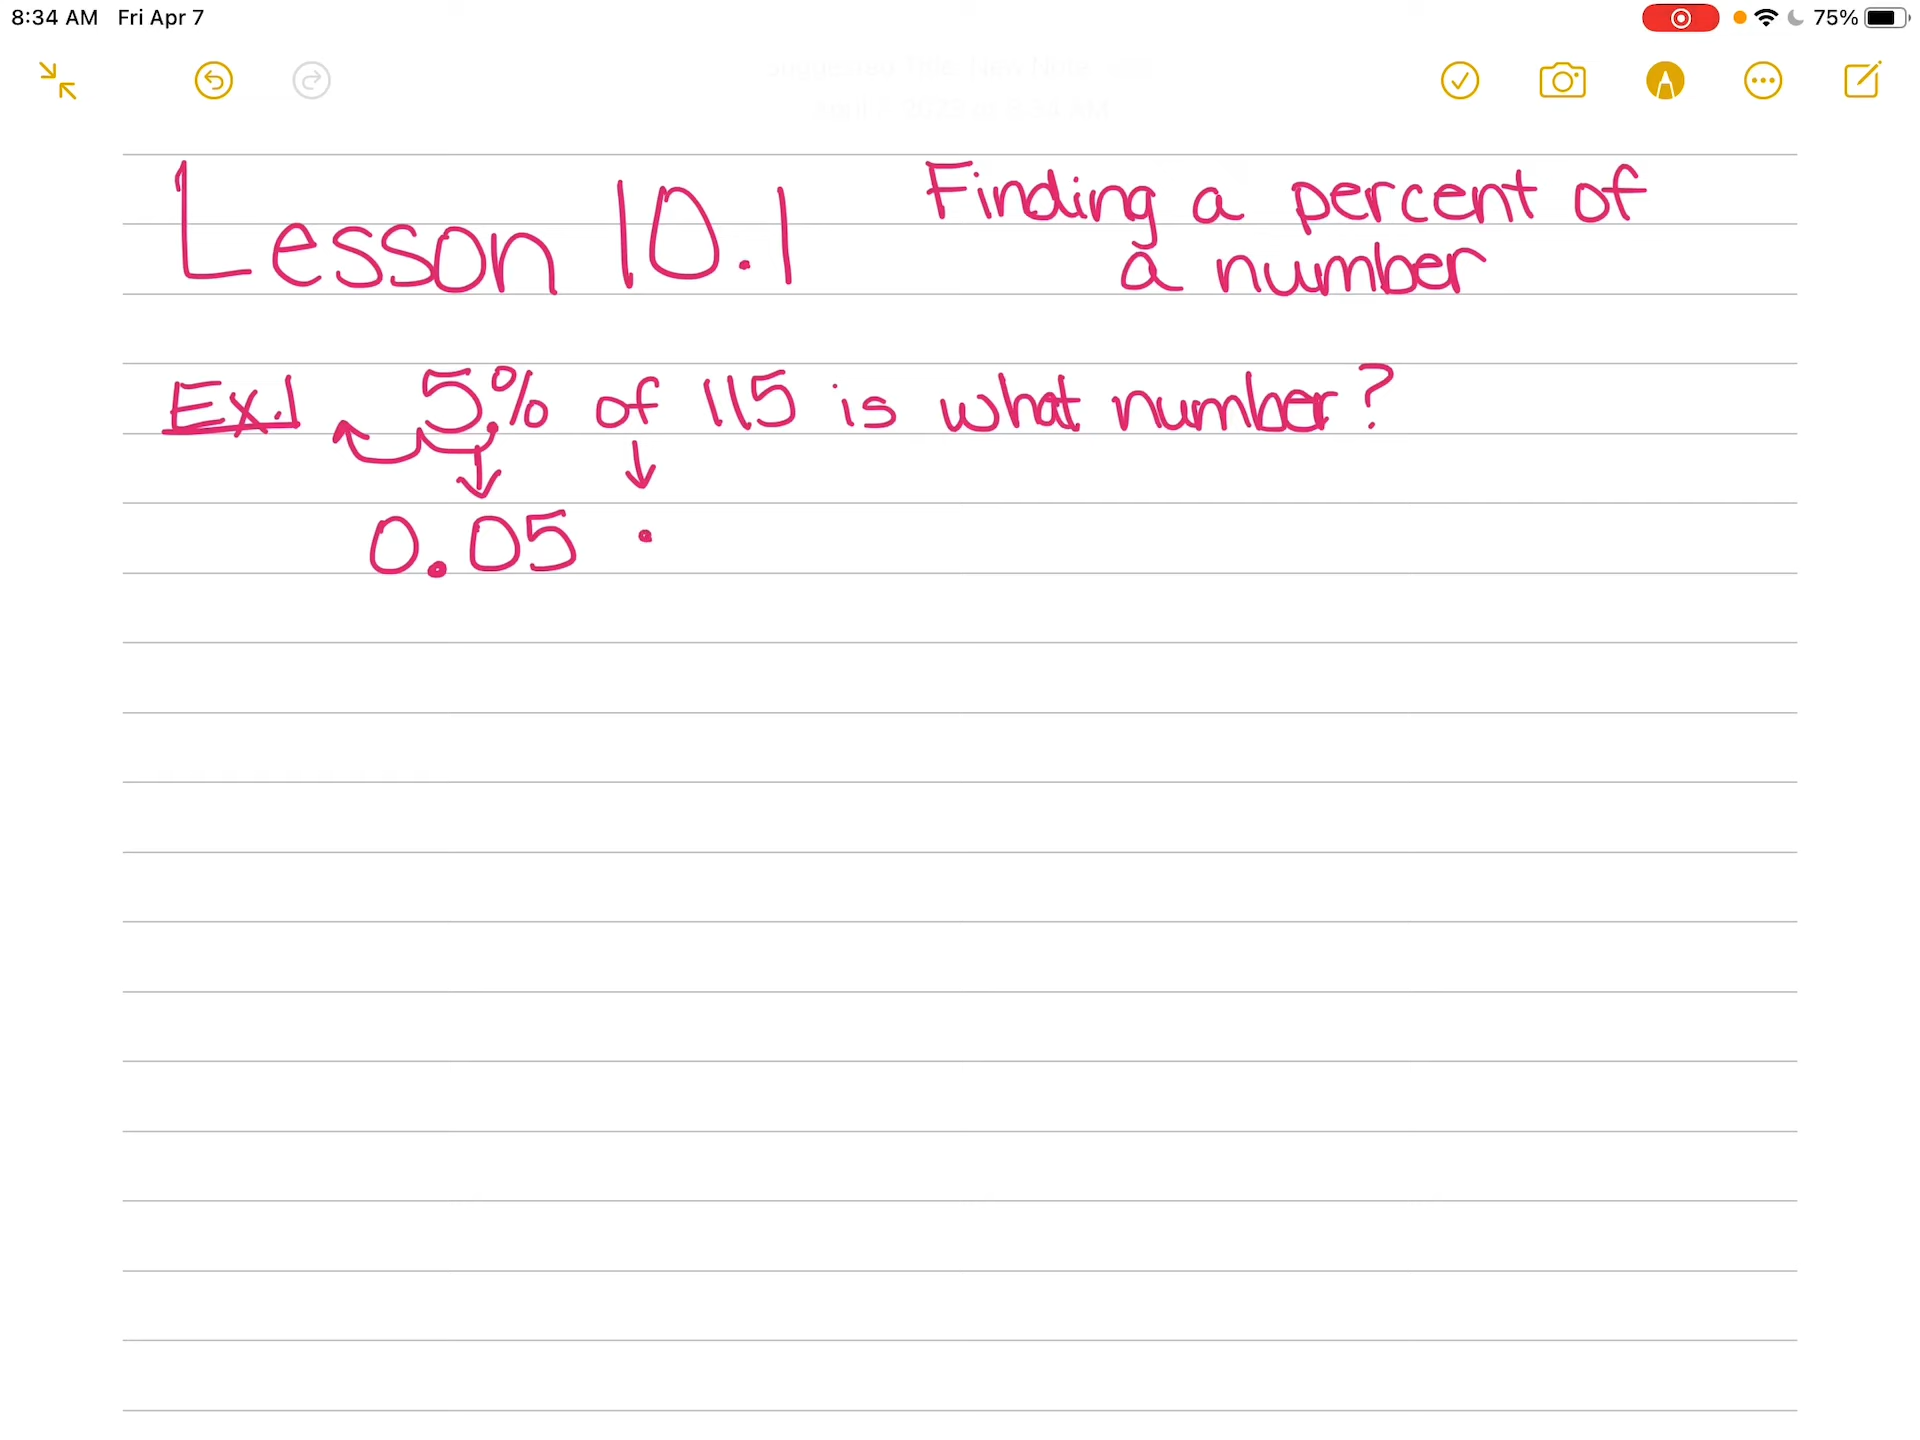 8:34 AM Fri Apr 7 75%
Lesson 10.1 Finding a percent of
a number
Ex.1 5.% of 115 is what number?
0.05 ·